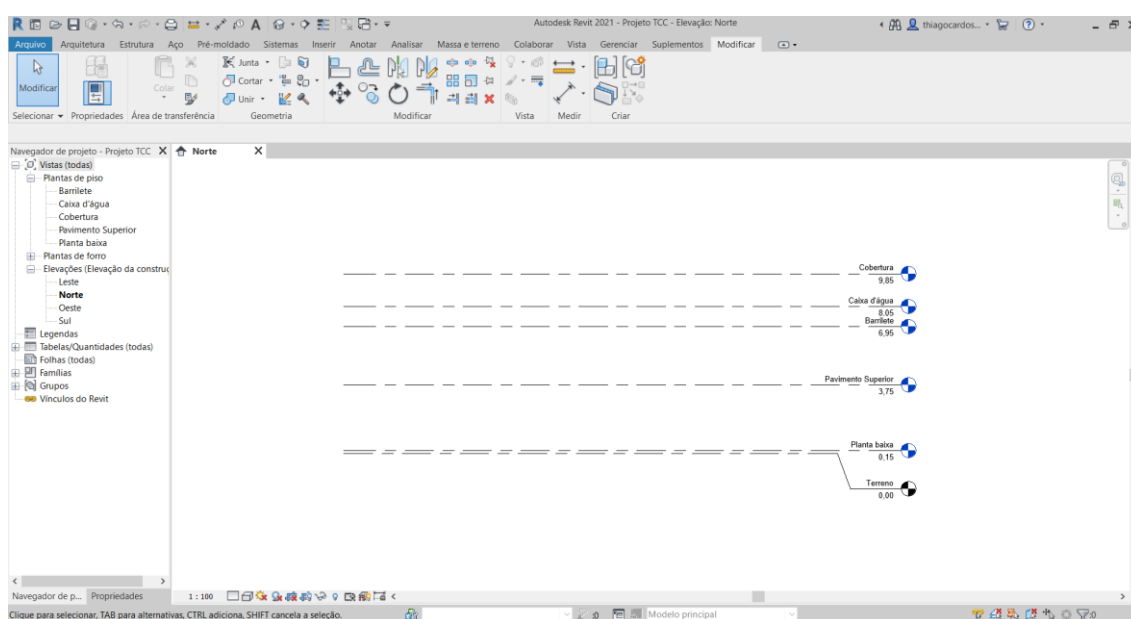 Autodesk Revit 2021 - Projeto TCC - Elevação: Norte
thiagocardos...
Arquivo Arquitetura Estrutura Aço Pré-moldado Sistemas Inserir Anotar Analisar Massa e terreno Colaborar Vista Gerenciar Suplementos Modificar
Modificar
Colar
Junta
Cortar
Unir
Selecionar Propriedades Área de transferência Geometria Modificar Vista Medir Criar
Navegador de projeto - Projeto TCC
Norte
Vistas (todas)
Plantas de piso
Barrilete
Caixa d'água
Cobertura
Pavimento Superior
Planta baixa
Plantas de forro
Elevações (Elevação da construç
Leste
Norte
Oeste
Sul
Legendas
Tabelas/Quantidades (todas)
Folhas (todas)
Famílias
Grupos
Vínculos do Revit
Cobertura
9,85
Caixa d'água
8,05
Barrilete
6,95
Pavimento Superior
3,75
Planta baixa
0,15
Terreno
0,00
Navegador de p... Propriedades
1 : 100
Clique para selecionar, TAB para alternativas, CTRL adiciona, SHIFT cancela a seleção.
:0
Modelo principal
:0